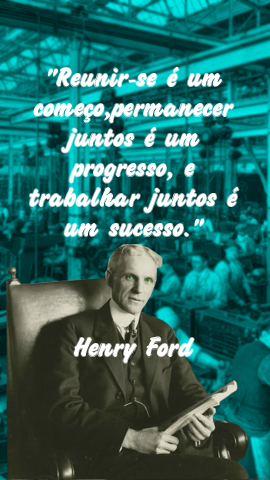 "Reunir-se é um
começo,permanecer
juntos é um
progresso, e
trabalhar juntos é
um sucesso."
Henry Ford